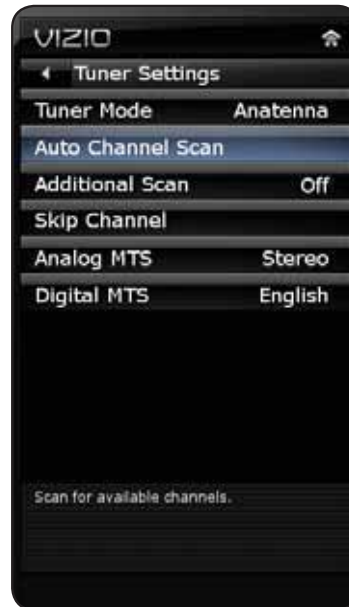 VIZIO
Tuner Settings
Tuner Mode Anatenna
Auto Channel Scan
Additional Scan Off
Skip Channel
Analog MTS Stereo
Digital MTS English
Scan for available channels.